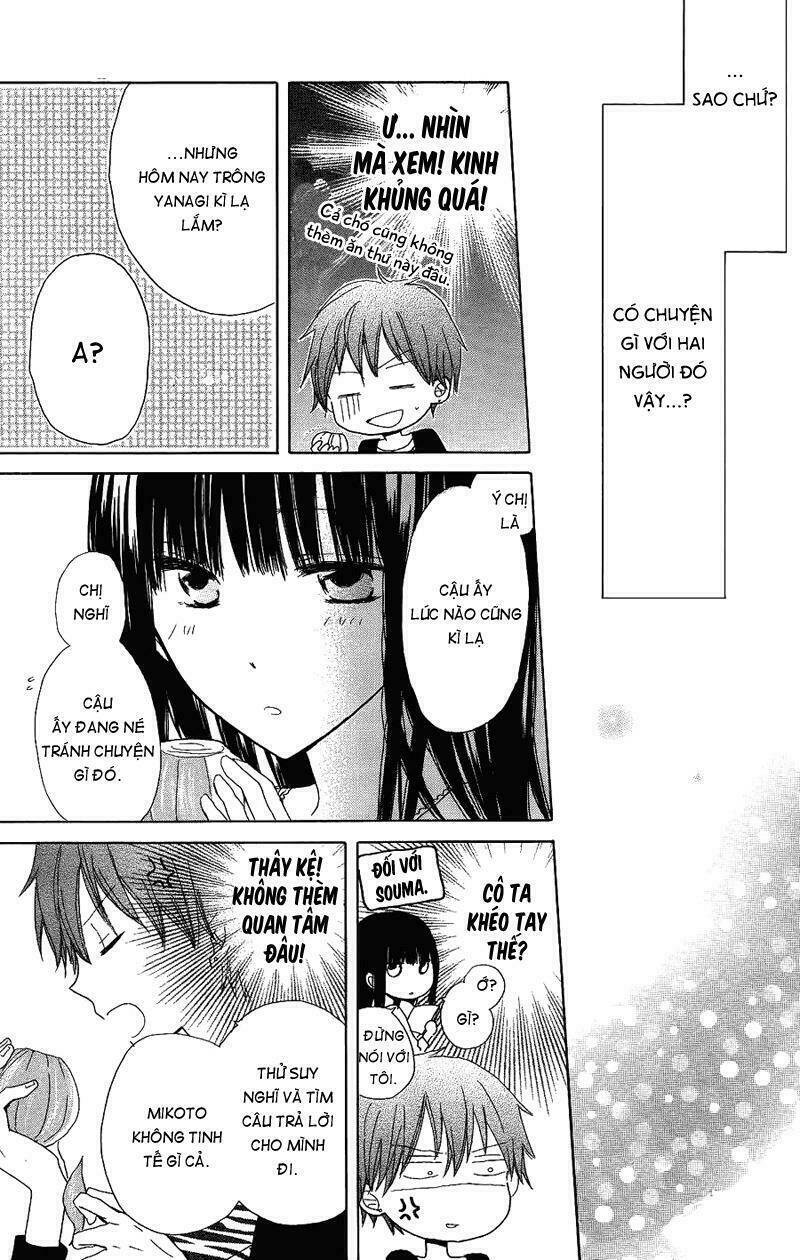 ...
SAO CHỨ?
CÓ CHUYỆN
GÌ VỚI HAI
NGƯỜI ĐÓ
VẬY...?
Ư... NHÌN
MÀ XEM! KINH
KHỦNG QUÁ!
Cả chó cũng không
thèm ăn thứ này đâu.
...NHƯNG
HÔM NAY TRÔNG
YANAGI KÌ LẠ
LẮM?
A?
Ý CHỊ
LÀ
CẬU ẤY
LÚC NÀO CŨNG
KÌ LẠ
CHỊ
NGHĨ
CẬU
ẤY ĐANG NÉ
TRÁNH CHUYỆN
GÌ ĐÓ.
ĐỐI VỚI
SOUMA.
CÔ TA
KHÉO TAY
THẾ?
Ớ?
GÌ?
ĐỪNG
NÓI VỚI
TÔI.
THÂY KỆ!
KHÔNG THÈM
QUAN TÂM
ĐÂU!
THỬ SUY
NGHĨ VÀ TÌM
CÂU TRẢ LỜI
CHO MÌNH
ĐI.
MIKOTO
KHÔNG TINH
TẾ GÌ CẢ.